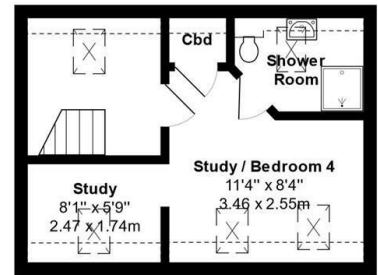 Cbd
Shower
Room
Study / Bedroom 4
11'4" x 8'4"
3.46 x 2.55m
Study
8'1" x 5'9"
2.47 x 1.74m